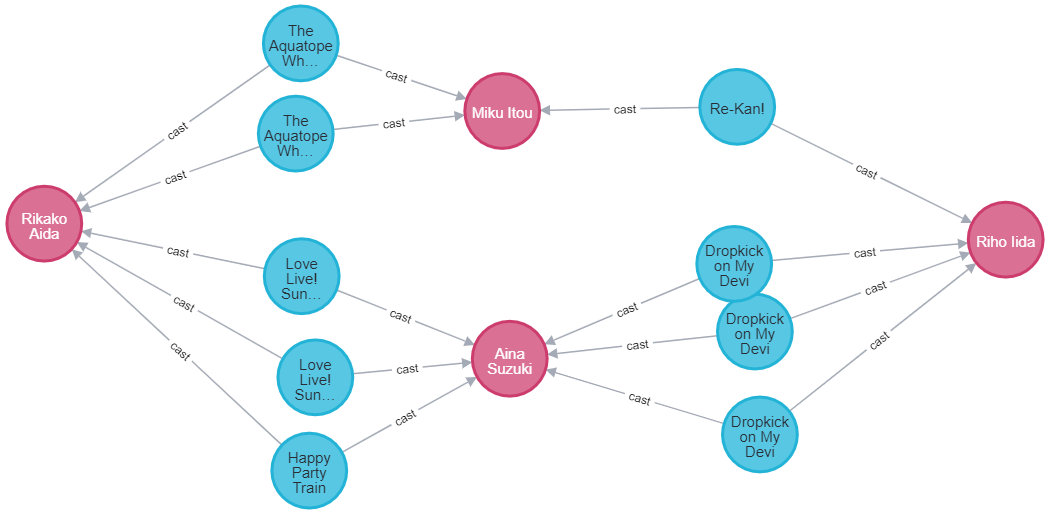 The
Aquatope
Wh…
cast
Miku Itou
cast
Re-Kan!
cast
The
Aquatope
Wh…
cast
cast
cast
cast
Rikako
Aida
Riho Iida
cast
Love
Live!
Sun…
Dropkick
on My
Devi
cast
cast
cast
cast
Dropkick
on My
Devi
cast
cast
Love
Live!
Sun…
cast
Aina
Suzuki
cast
cast
cast
cast
Dropkick
on My
Devi
Happy
Party
Train